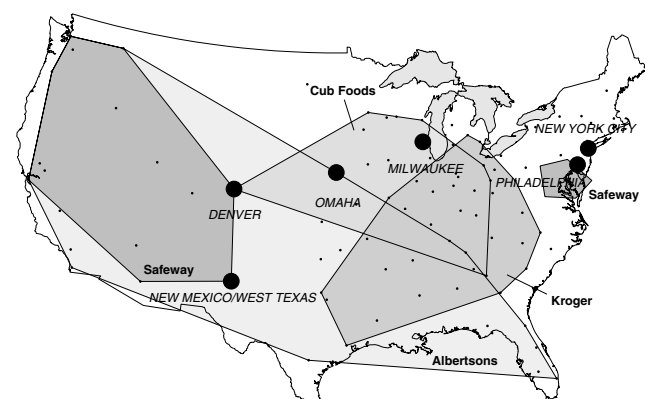 Cub Foods
NEW YORK CITY
MILWAUKEE
PHILADELPHIA
Safeway
OMAHA
DENVER
Safeway
NEW MEXICO/WEST TEXAS
Kroger
Albertsons